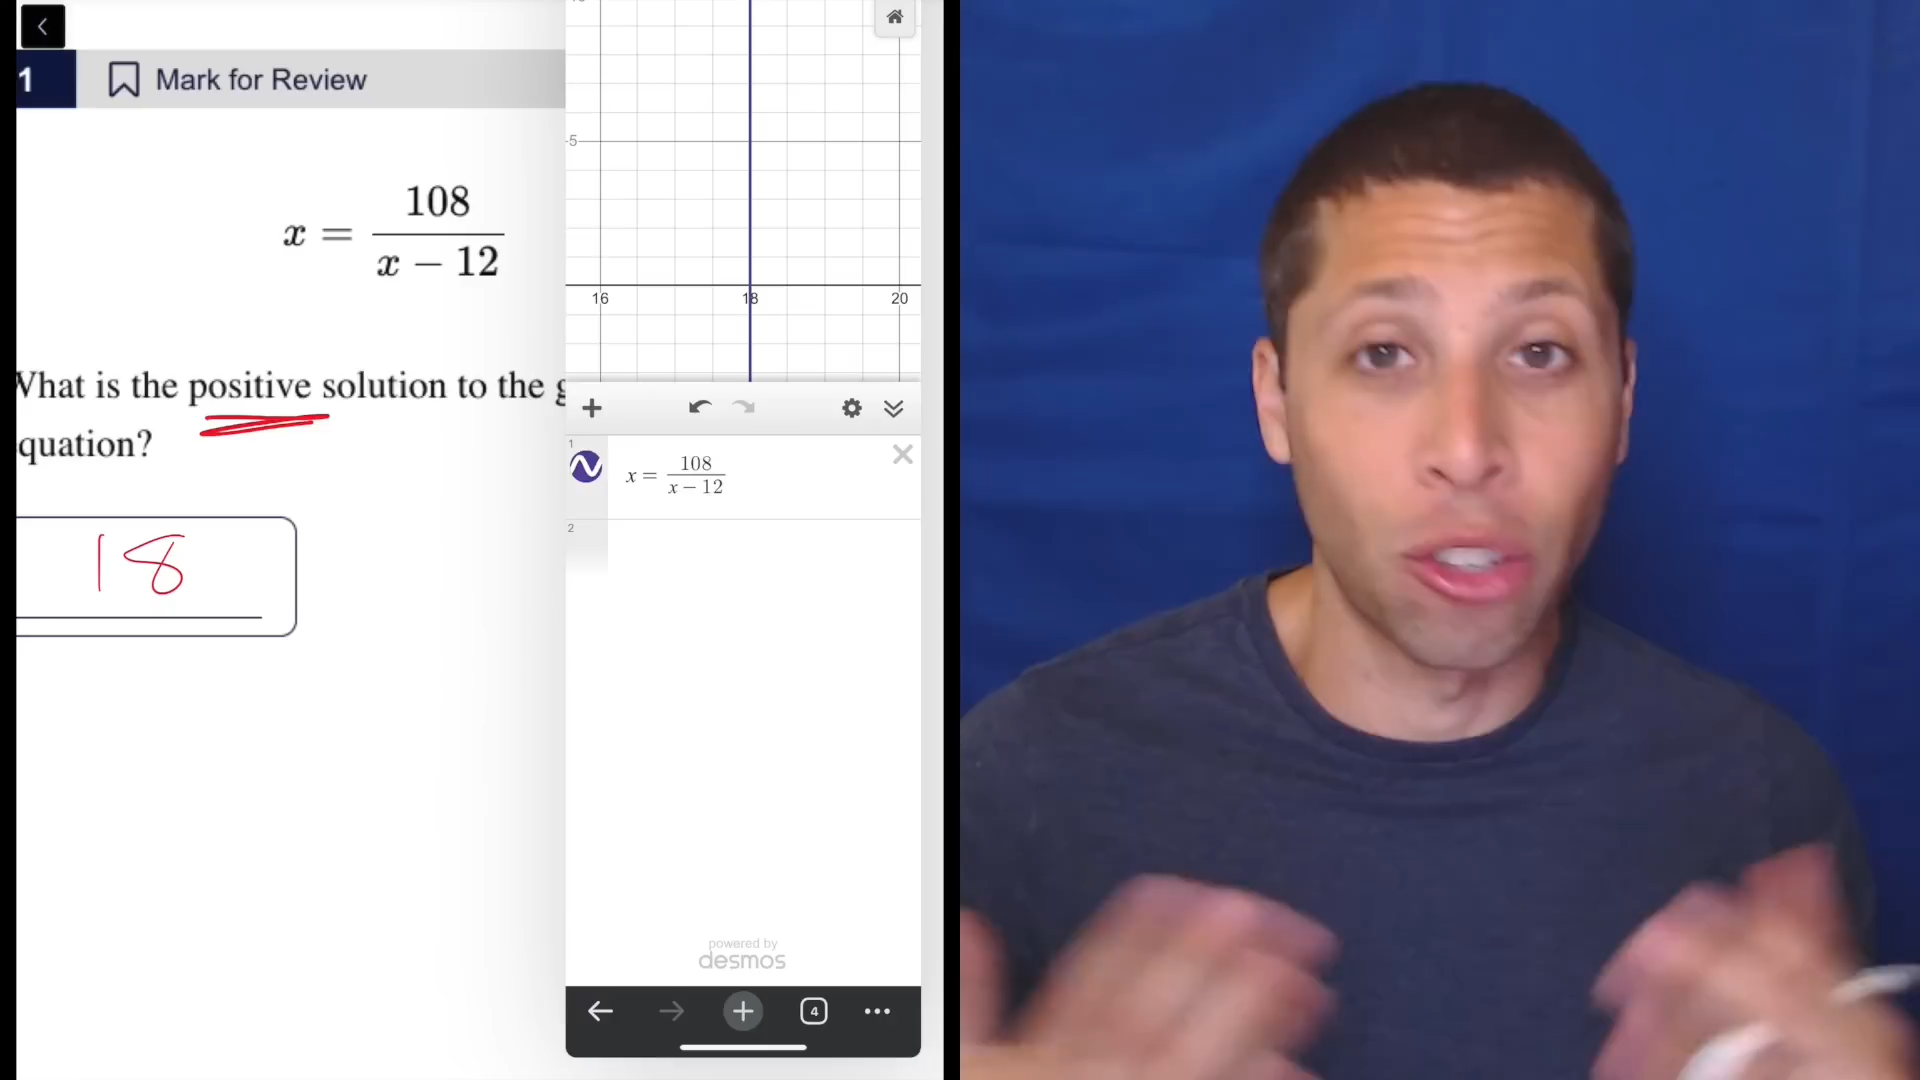 1 Mark for Review
x = 108 / x − 12
What is the positive solution to the g
quation?
18
-5
16 18 20
1
x = 108 / x − 12
2
powered by
desmos
4